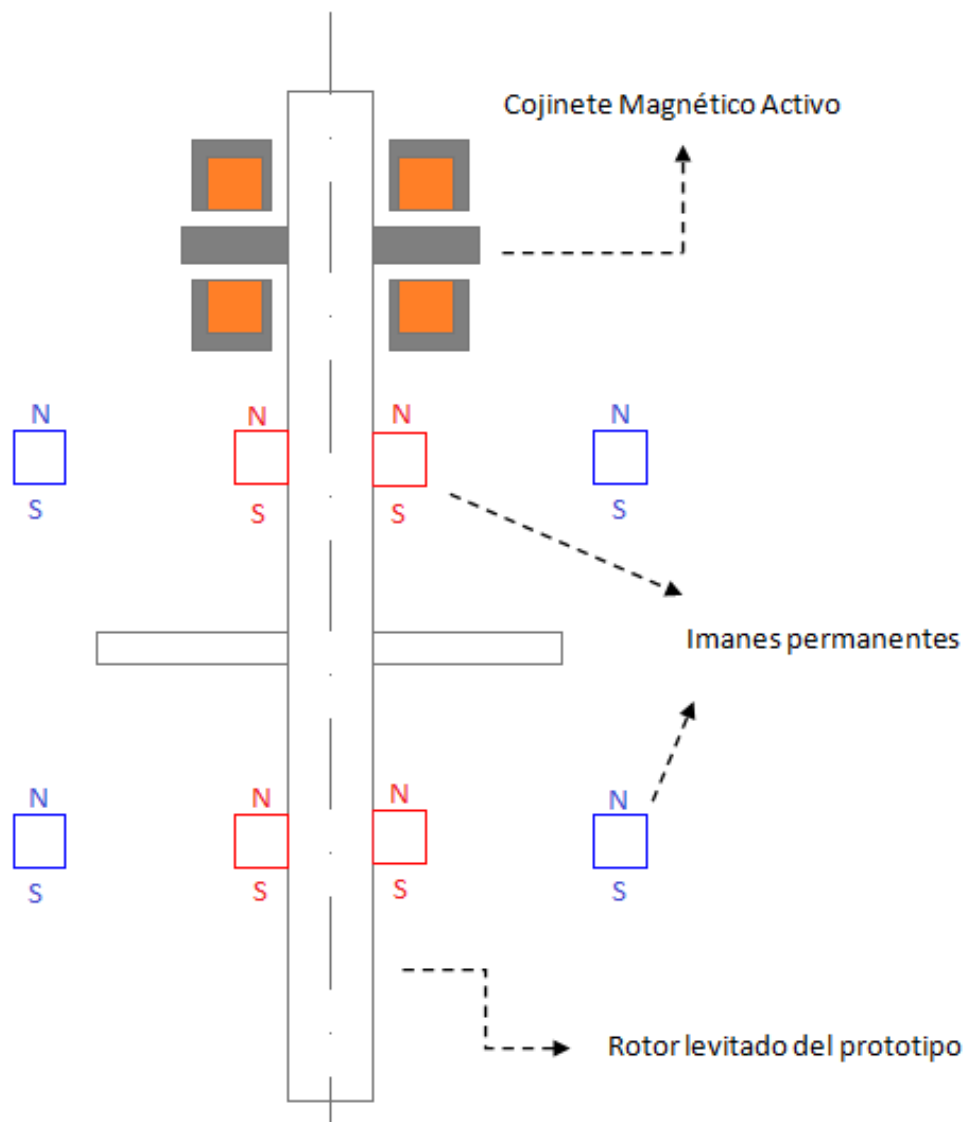 Cojinete Magnético Activo
N N N N
S S S S
Imanes permanentes
N N N N
S S S S
Rotor levitado del prototipo